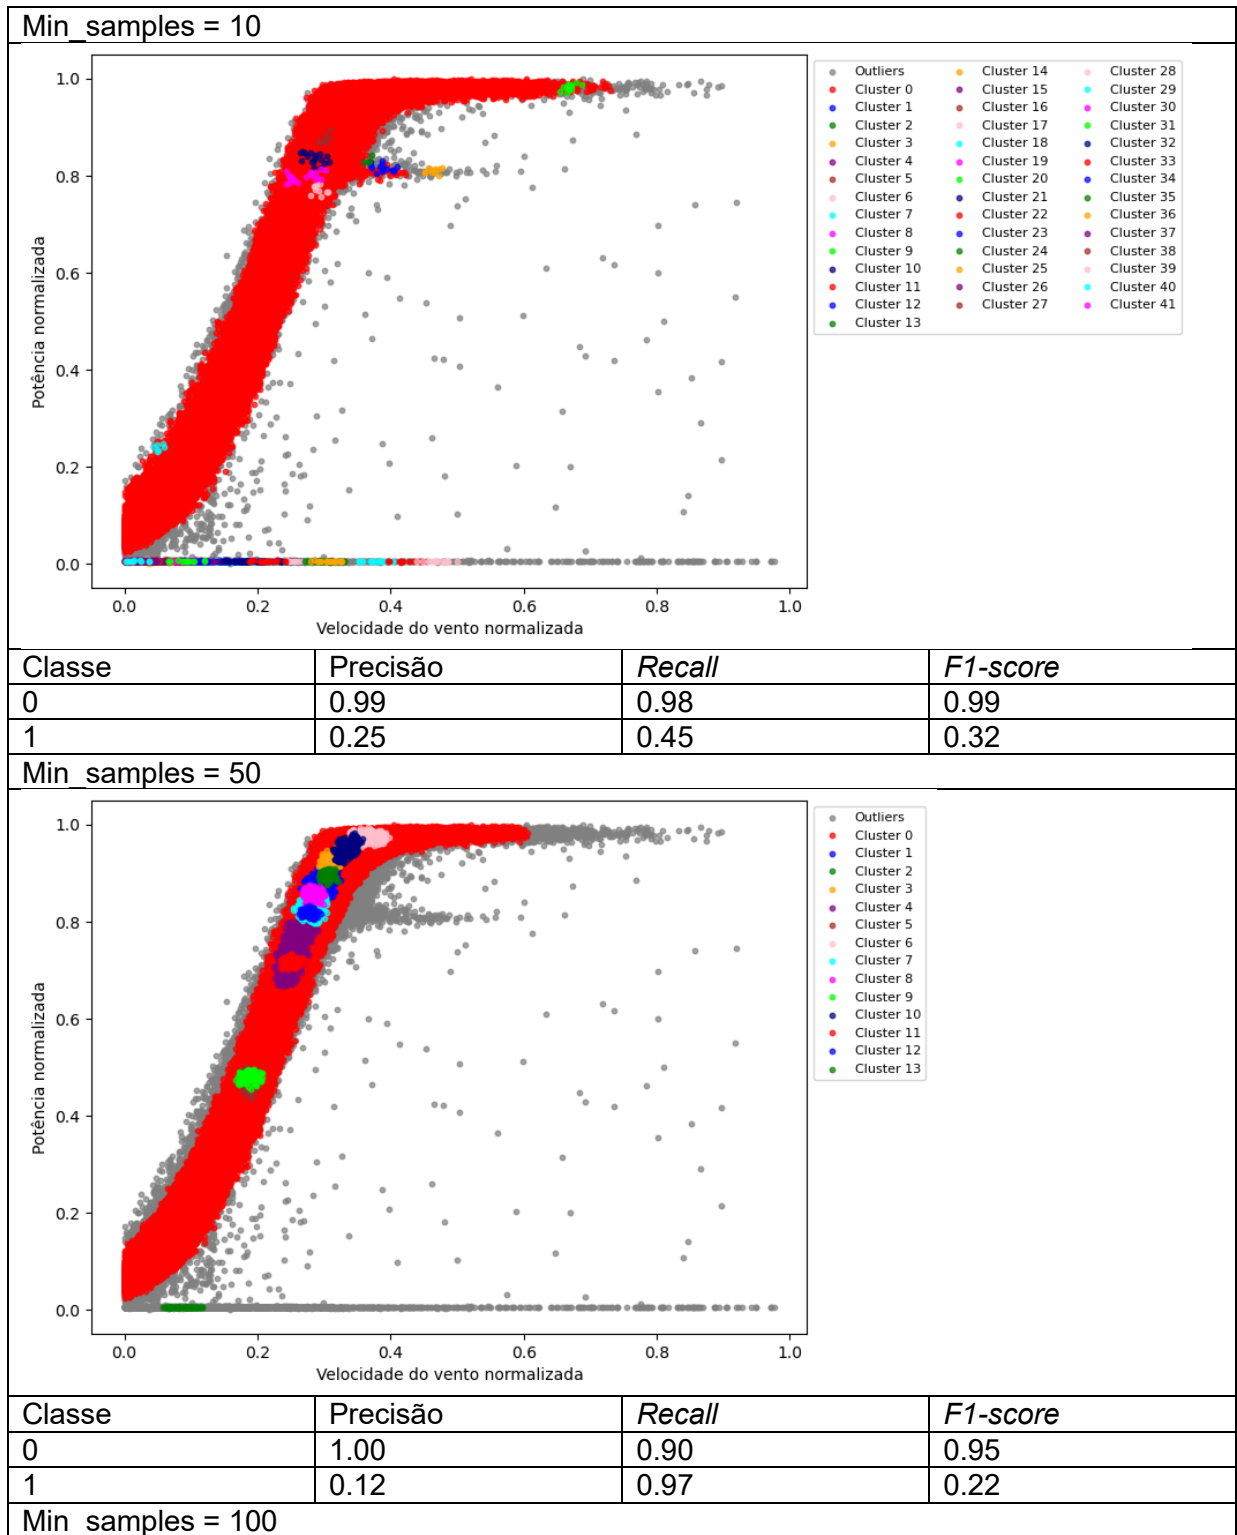 Min_samples = 10
1.0
0.8
0.6
0.4
0.2
0.0
Potência normalizada
0.0 0.2 0.4 0.6 0.8 1.0
Velocidade do vento normalizada
Outliers Cluster 14 Cluster 28
Cluster 0 Cluster 15 Cluster 29
Cluster 1 Cluster 16 Cluster 30
Cluster 2 Cluster 17 Cluster 31
Cluster 3 Cluster 18 Cluster 32
Cluster 4 Cluster 19 Cluster 33
Cluster 5 Cluster 20 Cluster 34
Cluster 6 Cluster 21 Cluster 35
Cluster 7 Cluster 22 Cluster 36
Cluster 8 Cluster 23 Cluster 37
Cluster 9 Cluster 24 Cluster 38
Cluster 10 Cluster 25 Cluster 39
Cluster 11 Cluster 26 Cluster 40
Cluster 12 Cluster 27 Cluster 41
Cluster 13
Classe Precisão Recall F1-score
0 0.99 0.98 0.99
1 0.25 0.45 0.32
Min_samples = 50
1.0
0.8
0.6
0.4
0.2
0.0
Potência normalizada
0.0 0.2 0.4 0.6 0.8 1.0
Velocidade do vento normalizada
Outliers
Cluster 0
Cluster 1
Cluster 2
Cluster 3
Cluster 4
Cluster 5
Cluster 6
Cluster 7
Cluster 8
Cluster 9
Cluster 10
Cluster 11
Cluster 12
Cluster 13
Classe Precisão Recall F1-score
0 1.00 0.90 0.95
1 0.12 0.97 0.22
Min_samples = 100